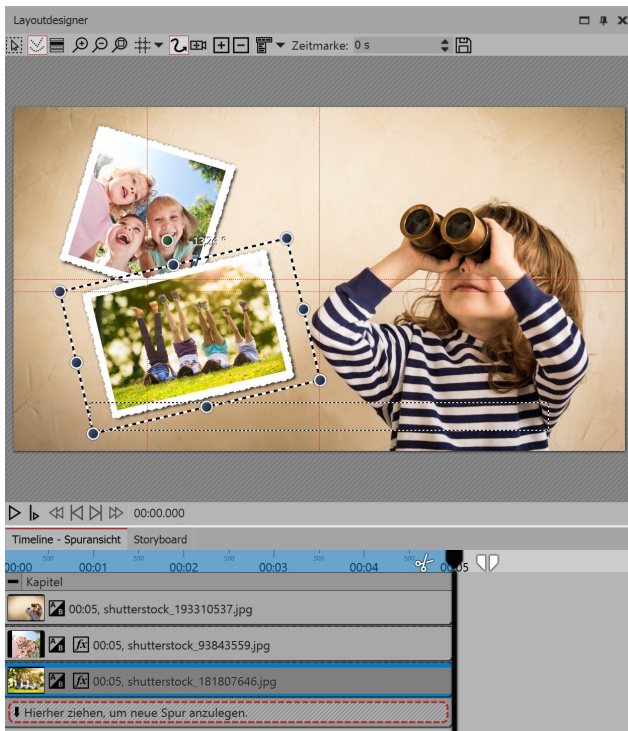 Layoutdesigner
Zeitmarke: 0 s
13,24 °
00:00.000
Timeline - Spuransicht Storyboard
500 500 500 500 500
00:00 00:01 00:02 00:03 00:04 00:05
Kapitel
00:05, shutterstock_193310537.jpg
fx 00:05, shutterstock_93843559.jpg
fx 00:05, shutterstock_181807646.jpg
Hierher ziehen, um neue Spur anzulegen.